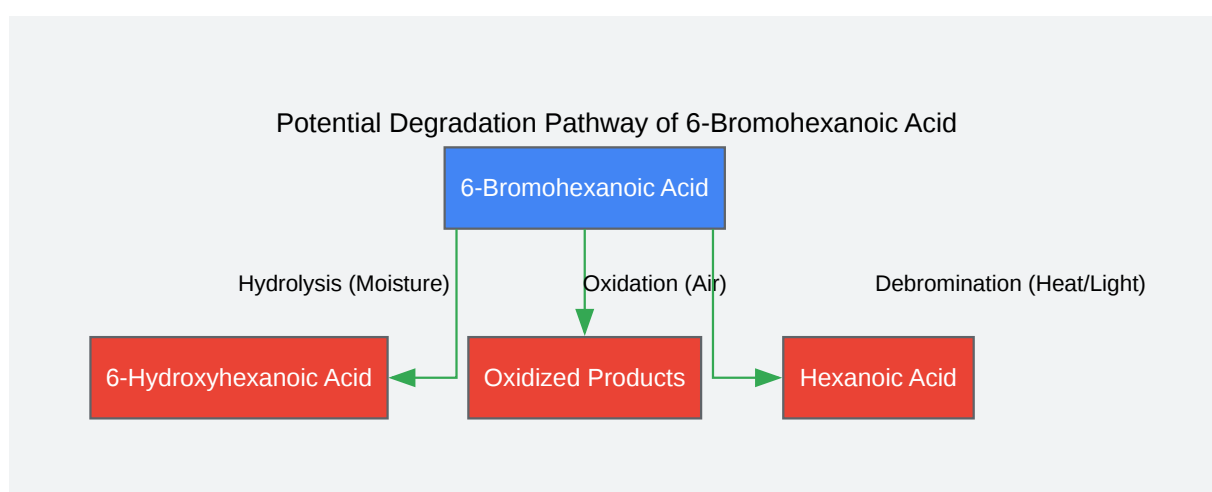 Potential Degradation Pathway of 6-Bromohexanoic Acid
6-Bromohexanoic Acid
Hydrolysis (Moisture)
Oxidation (Air)
Debromination (Heat/Light)
6-Hydroxyhexanoic Acid
Oxidized Products
Hexanoic Acid